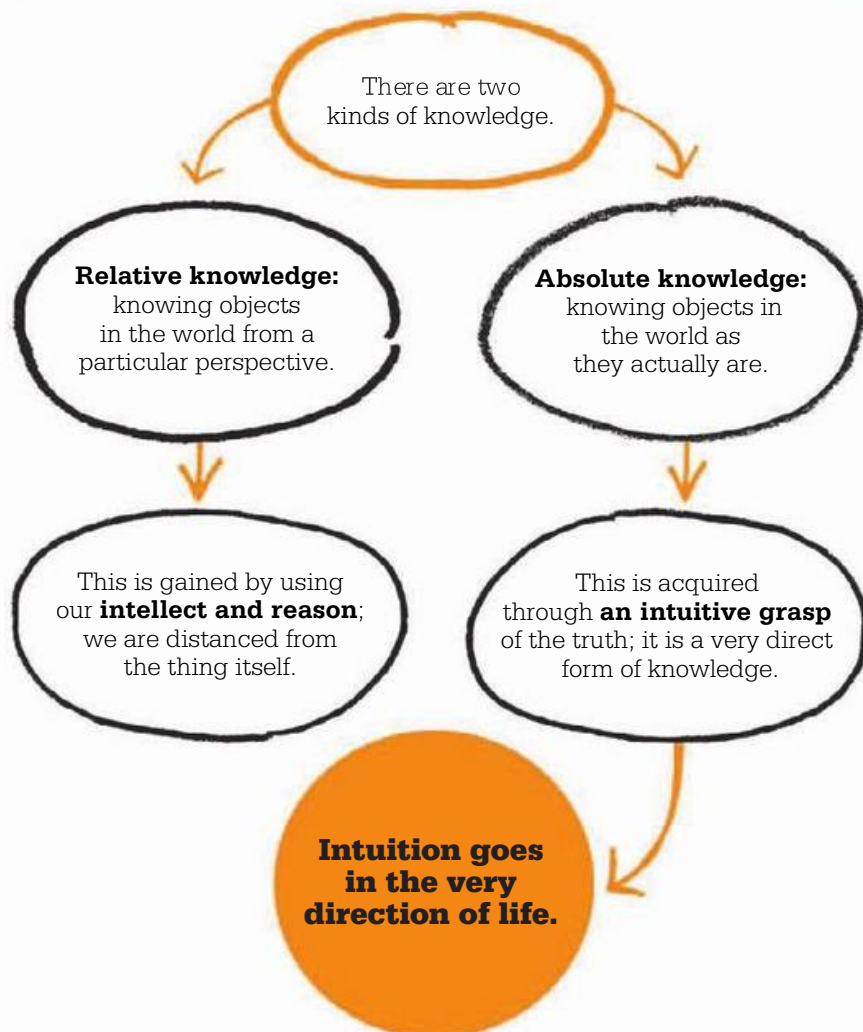 There are two
kinds of knowledge.
Relative knowledge:
knowing objects
in the world from a
particular perspective.
Absolute knowledge:
knowing objects in
the world as
they actually are.
This is gained by using
our intellect and reason;
we are distanced from
the thing itself.
This is acquired
through an intuitive grasp
of the truth; it is a very direct
form of knowledge.
Intuition goes
in the very
direction of life.